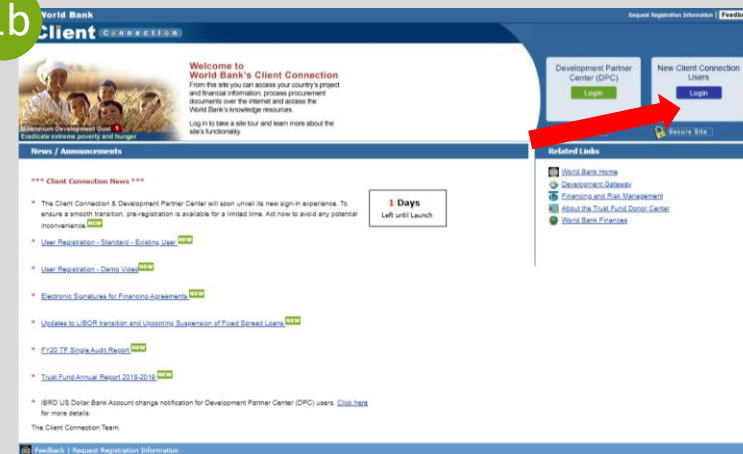 1b
World Bank
Client Connection
Request Registration Information | Feedb
Welcome to
World Bank's Client Connection
From this site you can access your country's project
and financial information; process procurement
documents over the internet and access the
World Bank's knowledge resources.
Log in to take a site tour and learn more about the
site's functionality.
Millennium Development Goal 1
Eradicate extreme poverty and hunger
Development Partner
Center (DPC)
Login
New Client Connection
Users
Login
Secure Site
News / Announcements
*** Client Connection News ***
* The Client Connection & Development Partner Center will soon unveil its new sign-in experience. To
ensure a smooth transition, pre-registration is available for a limited time. Act now to avoid any potential
inconvenience. NEW
1 Days
Left until Launch
* User Registration - Standard - Existing User NEW
* User Registration - Demo Video NEW
* Electronic Signatures for Financing Agreements NEW
* Updates to LIBOR transition and Upcoming Suspension of Fixed Spread Loans NEW
* FY20 TF Single Audit Report NEW
* Trust Fund Annual Report 2018-2019 NEW
* IBRD US Dollar Bank Account change notification for Development Partner Center (DPC) users. Click here
for more details.
The Client Connection Team.
Related Links
World Bank Home
Development Gateway
Financing and Risk Management
About the Trust Fund Donor Center
World Bank Finances
Feedback | Request Registration Information